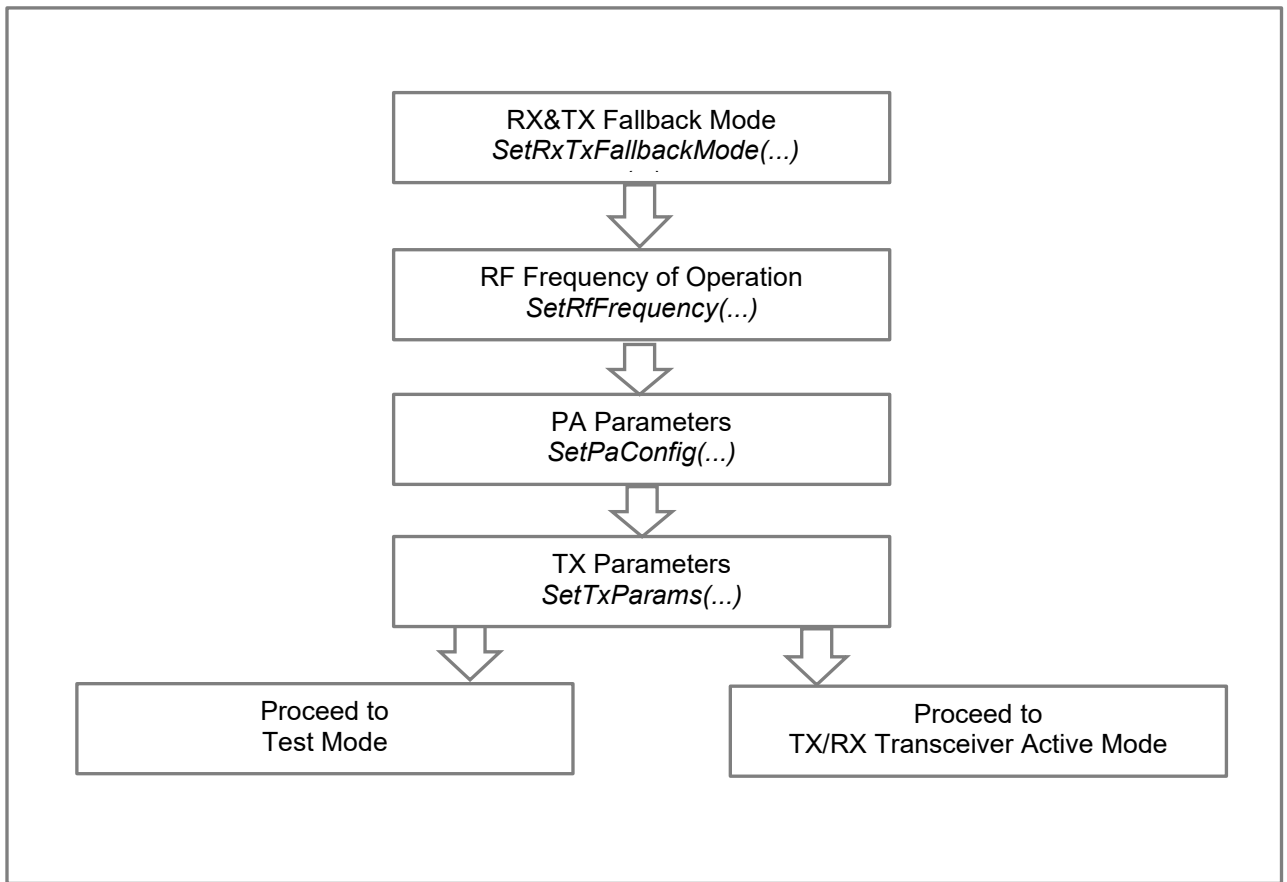 RX&TX Fallback Mode
SetRxTxFallbackMode(...)
RF Frequency of Operation
SetRfFrequency(...)
PA Parameters
SetPaConfig(...)
TX Parameters
SetTxParams(...)
Proceed to
Test Mode
Proceed to
TX/RX Transceiver Active Mode